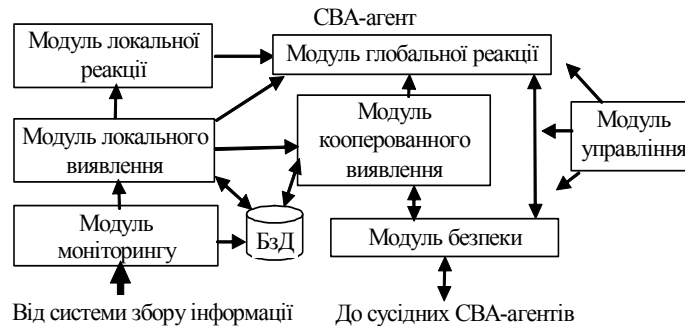 СВА-агент
Модуль локальної
реакції
Модуль глобальної реакції
Модуль локального
виявлення
Модуль
кооперованного
виявлення
Модуль
управління
Модуль
моніторингу
БзД
Модуль безпеки
Від системи збору інформації
До сусідних СВА-агентів